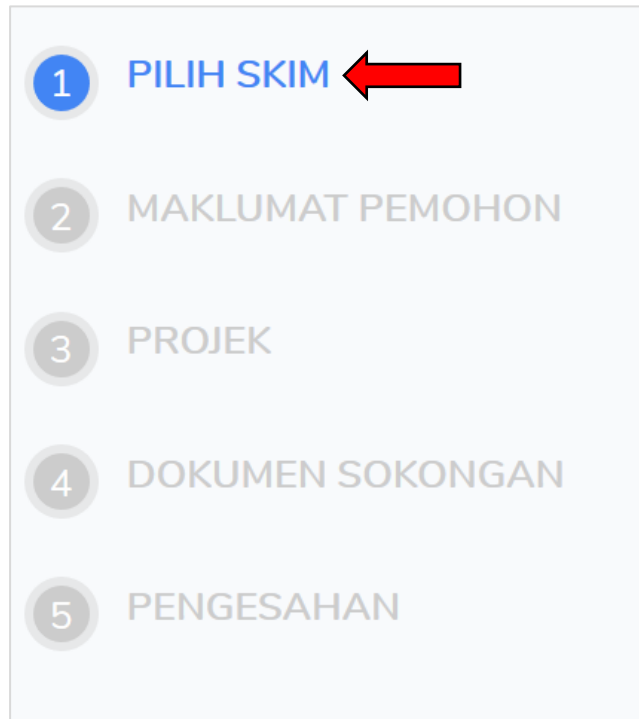 1 PILIH SKIM
2 MAKLUMAT PEMOHON
3 PROJEK
4 DOKUMEN SOKONGAN
5 PENGESAHAN